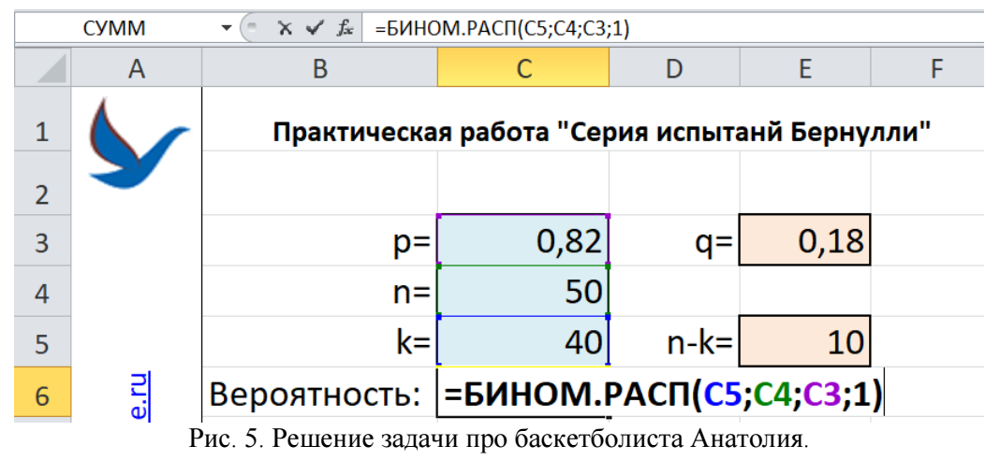 СУММ =БИНОМ.РАСП(C5;C4;C3;1)
A B C D E F
1 Практическая работа "Серия испытанй Бернулли"
2
3 p= 0,82 q= 0,18
4 n= 50
5 k= 40 n-k= 10
6 e.ru Вероятность: =БИНОМ.РАСП(C5;C4;C3;1)
Рис. 5. Решение задачи про баскетболиста Анатолия.